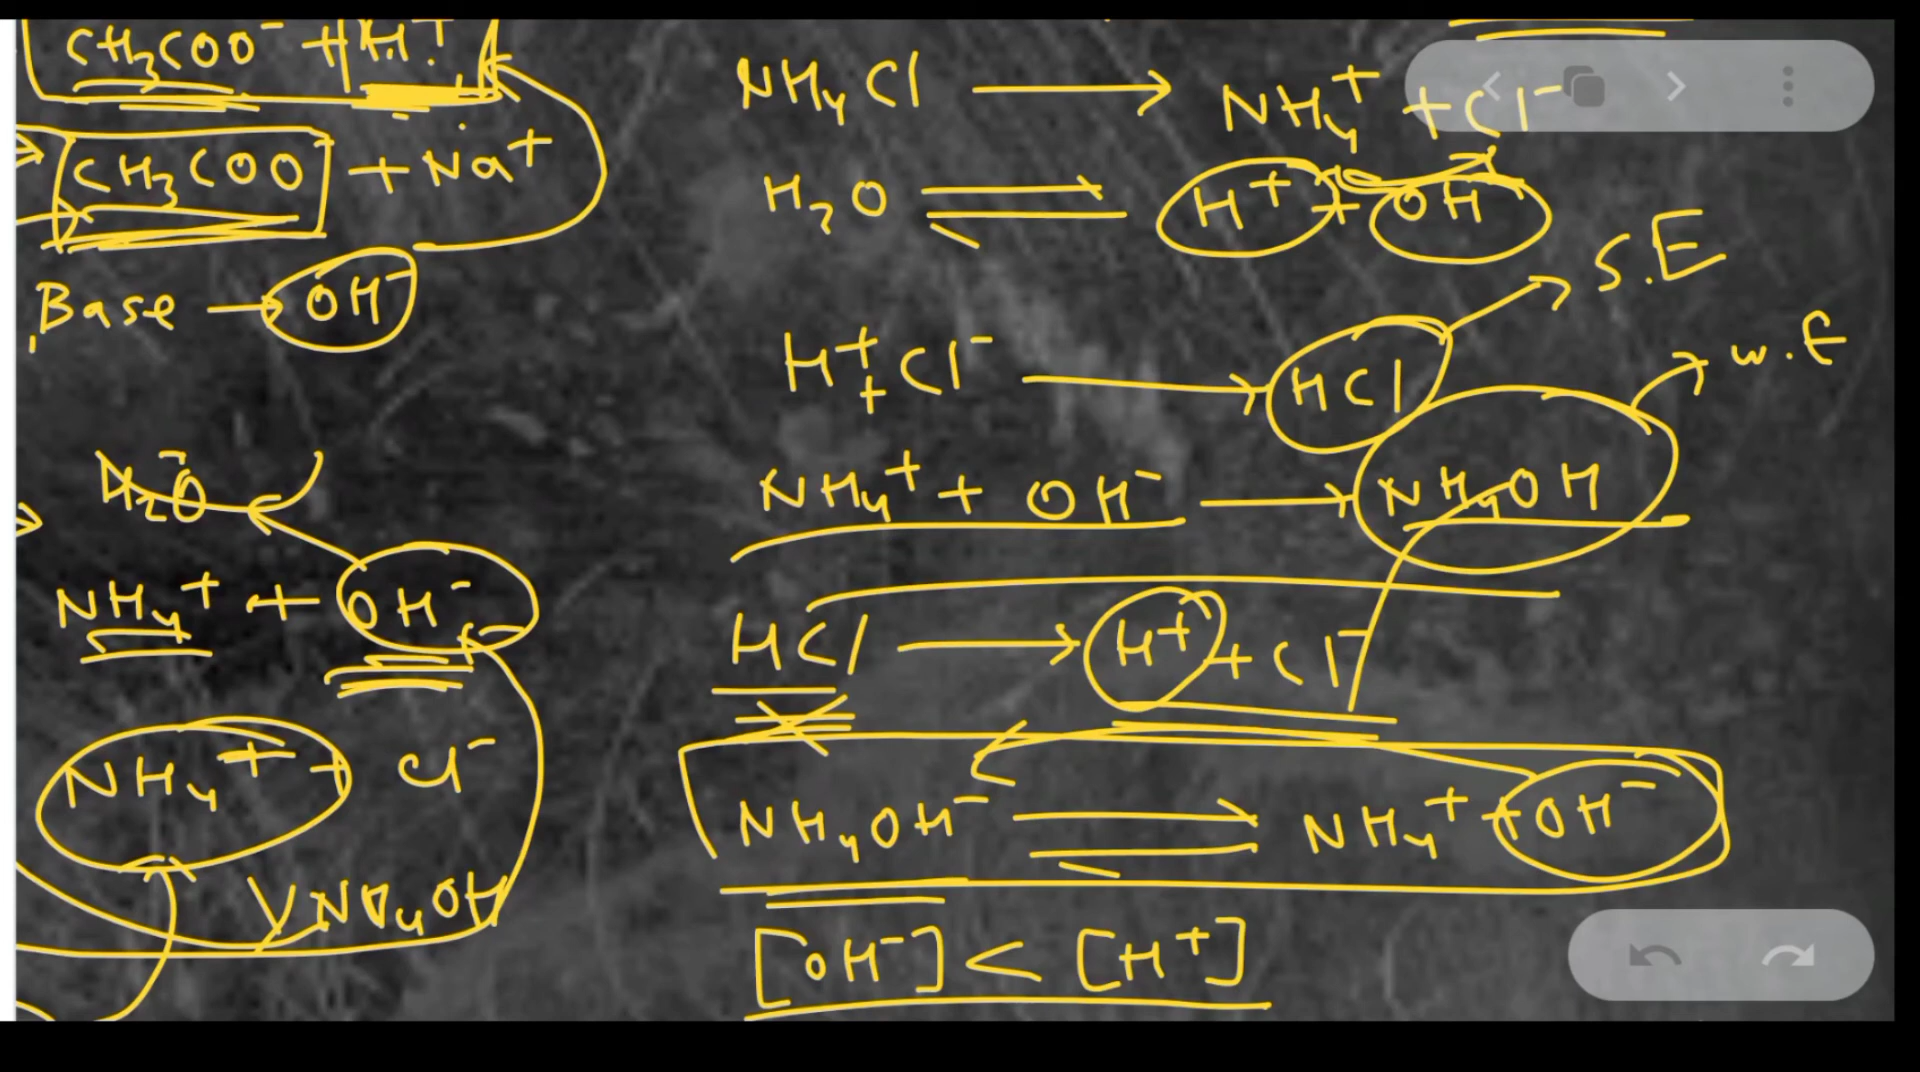 CH₃COO⁻ + H⁺
CH₃COO + Na⁺
Base → OH⁻
H₂O
NH₄⁺ + OH⁻
NH₄⁺ + Cl⁻
NH₄OH
NH₄Cl → NH₄⁺ + Cl⁻
H₂O ⇌ H⁺ + OH⁻
S.E
H⁺ + Cl⁻ → HCl
W.E
NH₄⁺ + OH⁻ → NH₄OH
HCl → H⁺ + Cl⁻
NH₄OH⁻ ⇌ NH₄⁺ + OH⁻
[OH⁻] < [H⁺]